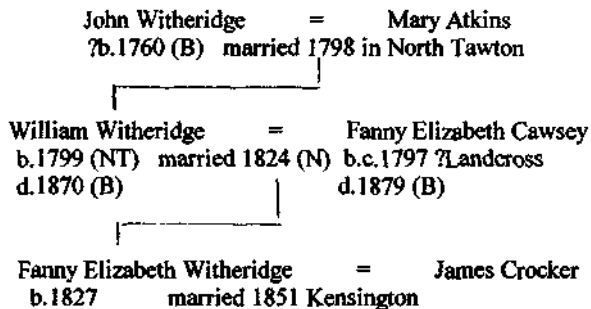 John Witheridge = Mary Atkins
?b.1760 (B) married 1798 in North Tawton
William Witheridge = Fanny Elizabeth Cawsey
b.1799 (NT) married 1824 (N) b.c.1797 ?Landcross
d.1870 (B) d.1879 (B)
Fanny Elizabeth Witheridge = James Crocker
b.1827 married 1851 Kensington